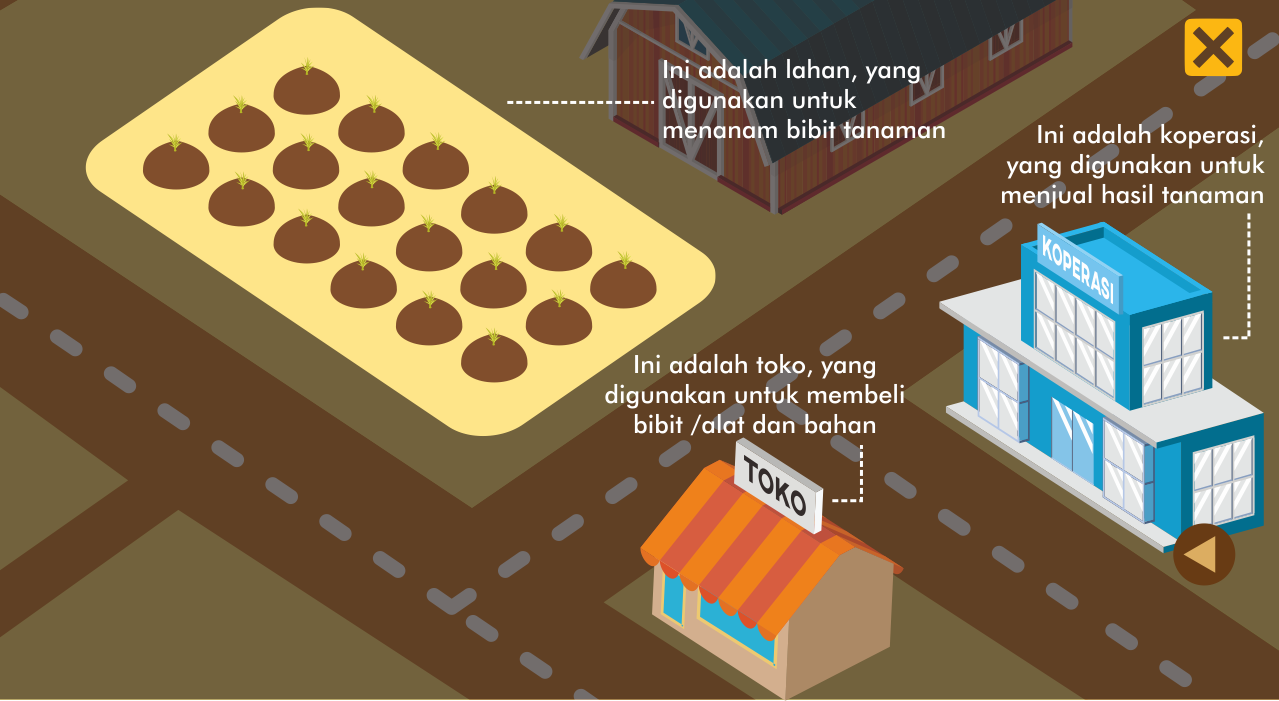 Ini adalah lahan, yang
digunakan untuk
menanam bibit tanaman
Ini adalah koperasi,
yang digunakan untuk
menjual hasil tanaman
KOPERASI
Ini adalah toko, yang
digunakan untuk membeli
bibit /alat dan bahan
TOKO